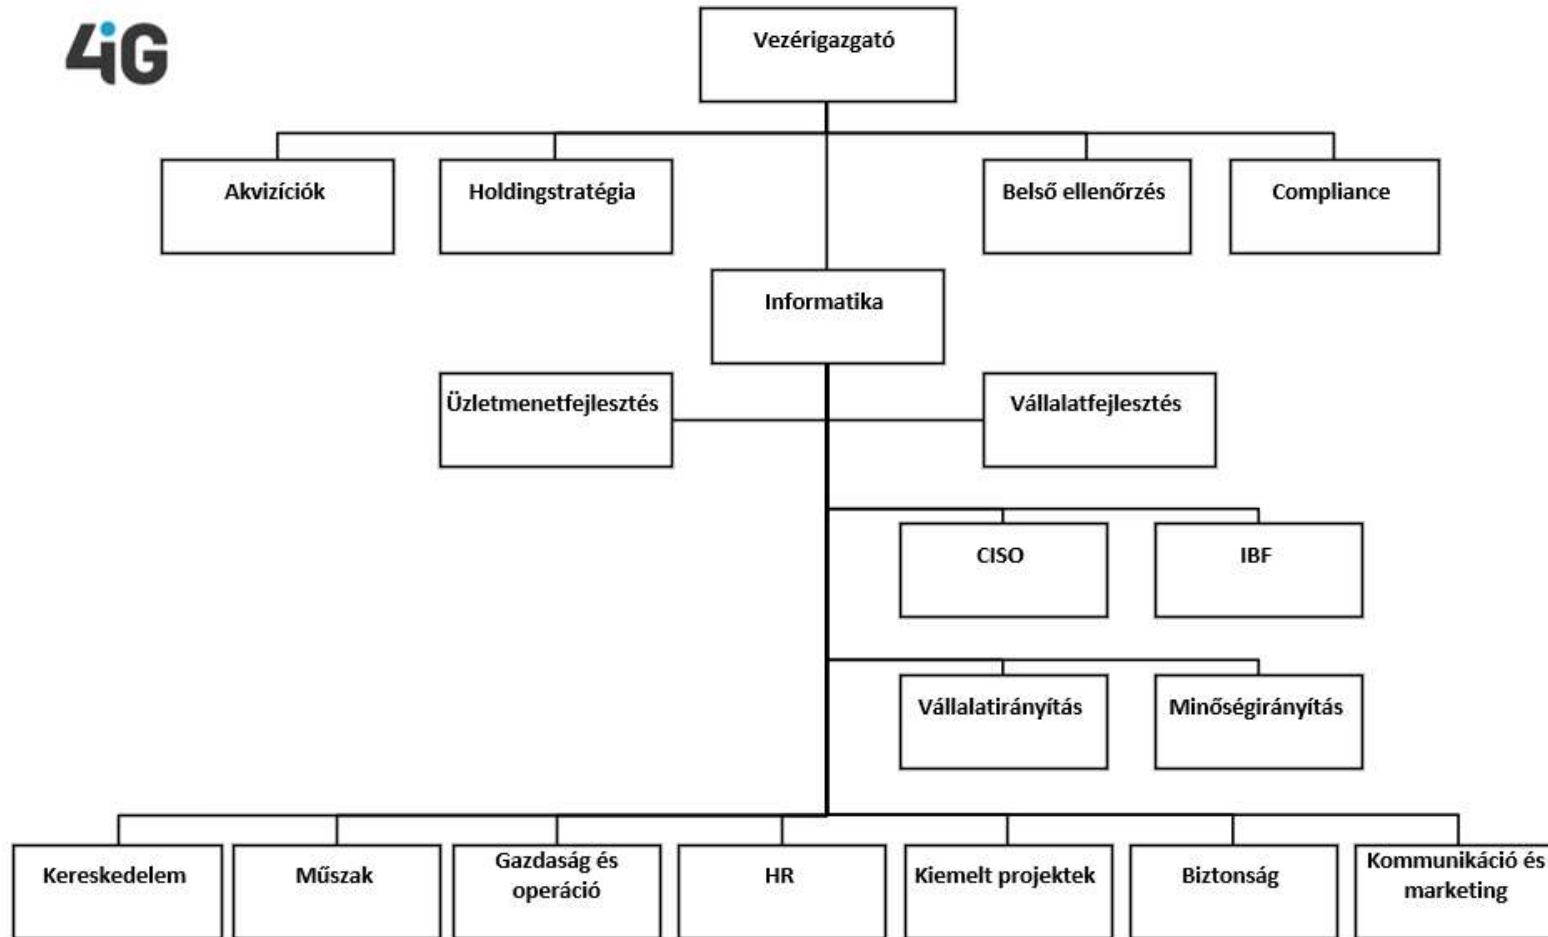 4iG
Vezérigazgató
Akvizíciók
Holdingstratégia
Belső ellenőrzés
Compliance
Informatika
Üzletmenetfejlesztés
Vállalatfejlesztés
CISO
IBF
Vállalatirányítás
Minőségirányítás
Kereskedelem
Műszak
Gazdaság és
operáció
HR
Kiemelt projektek
Biztonság
Kommunikáció és
marketing